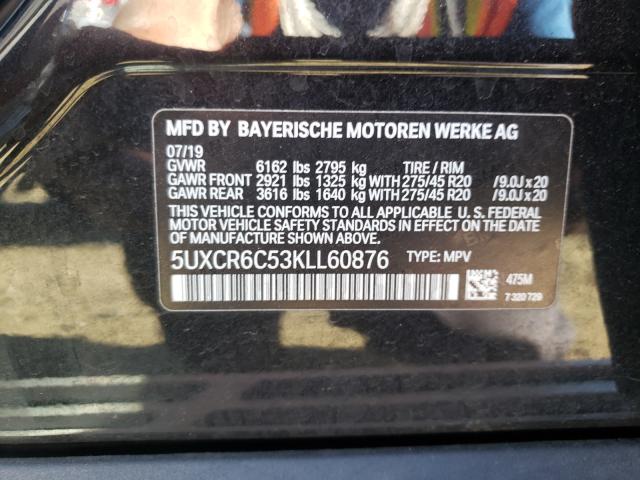 MFD BY BAYERISCHE MOTOREN WERKE AG
07/19
GVWR 6162 lbs 2795 kg TIRE / RIM
GAWR FRONT 2921 lbs 1325 kg WITH 275/45 R20 /9.0J x 20
GAWR REAR 3616 lbs 1640 kg WITH 275/45 R20 /9.0J x 20
THIS VEHICLE CONFORMS TO ALL APPLICABLE U. S. FEDERAL
MOTOR VEHICLE SAFETY STANDARDS IN EFFECT ON THE DATE
OF MANUFACTURE SHOWN ABOVE.
5UXCR6C53KLL60876 TYPE: MPV
475M
7 320 729